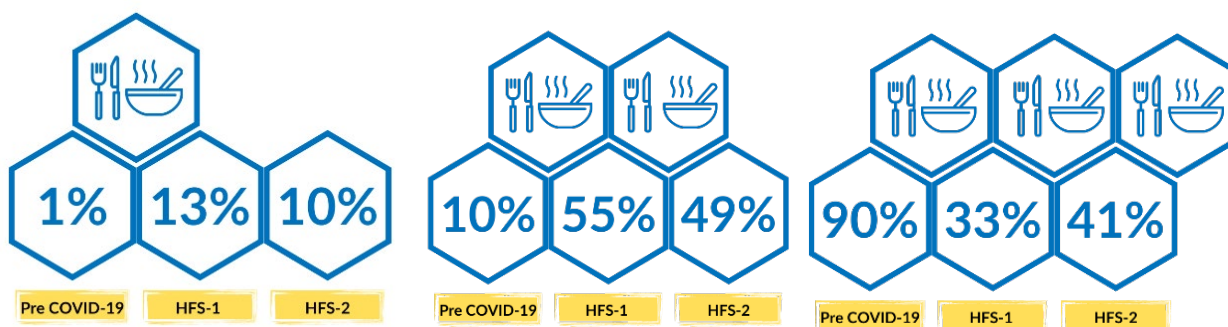 1% 13% 10%
Pre COVID-19 HFS-1 HFS-2
10% 55% 49%
Pre COVID-19 HFS-1 HFS-2
90% 33% 41%
Pre COVID-19 HFS-1 HFS-2